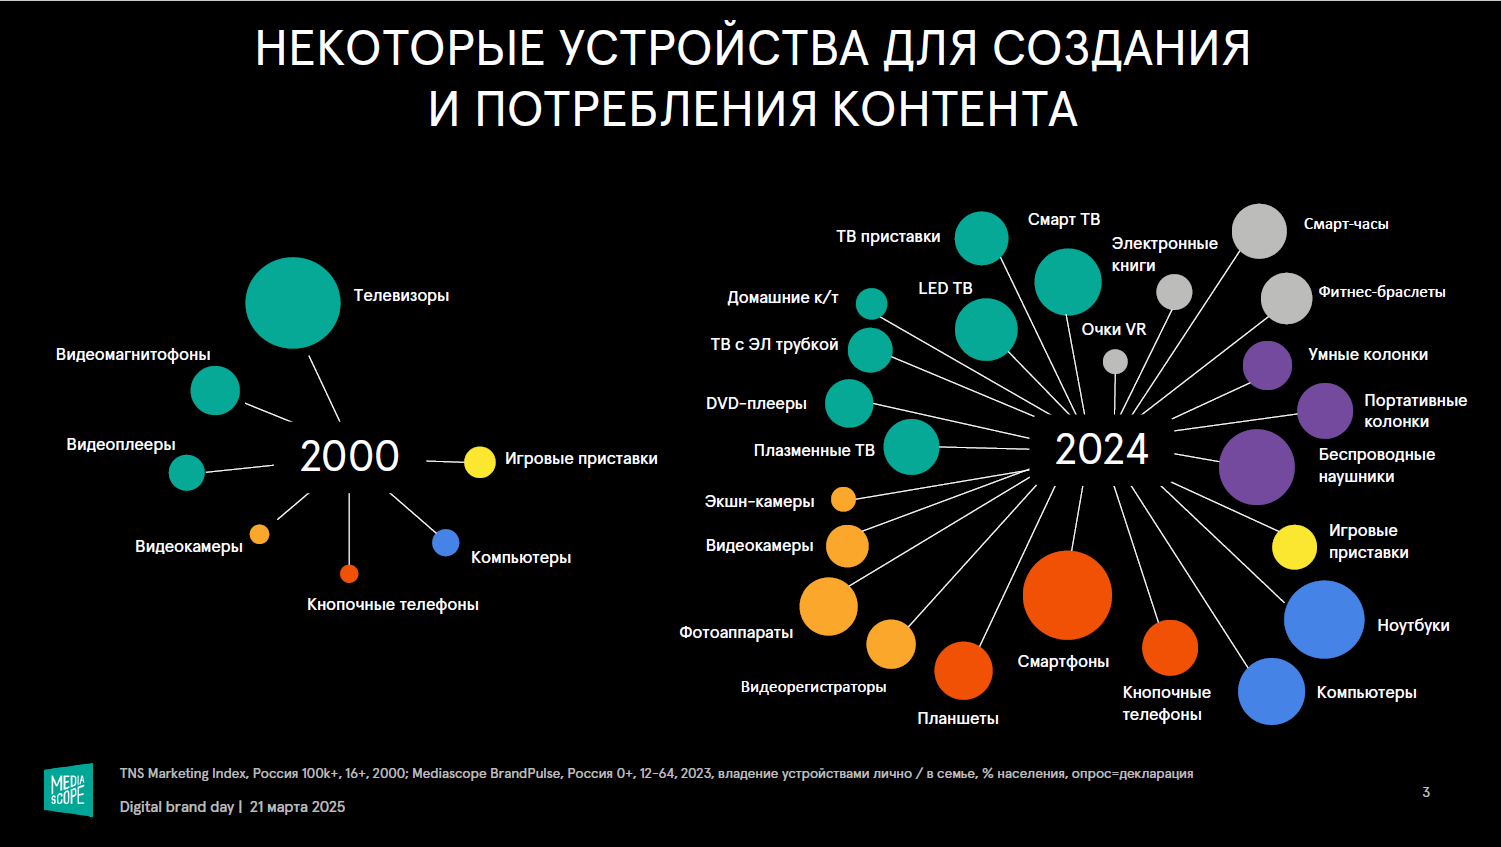 НЕКОТОРЫЕ УСТРОЙСТВА ДЛЯ СОЗДАНИЯ
И ПОТРЕБЛЕНИЯ КОНТЕНТА
Телевизоры
Видеомагнитофоны
Видеоплееры
2000
Игровые приставки
Видеокамеры
Компьютеры
Кнопочные телефоны
ТВ приставки
Смарт ТВ
Электронные
книги
Смарт-часы
Домашние к/т
LED ТВ
Фитнес-браслеты
Очки VR
ТВ с ЭЛ трубкой
Умные колонки
DVD-плееры
Портативные
колонки
Плазменные ТВ
2024
Беспроводные
наушники
Экшн-камеры
Видеокамеры
Игровые
приставки
Фотоаппараты
Ноутбуки
Видеорегистраторы
Планшеты
Смартфоны
Кнопочные
телефоны
Компьютеры
MEDIA
SCOPE
TNS Marketing Index, Россия 100k+, 16+, 2000; Mediascope BrandPulse, Россия 0+, 12-64, 2023, владение устройствами лично / в семье, % населения, опрос=декларация
Digital brand day | 21 марта 2025
3